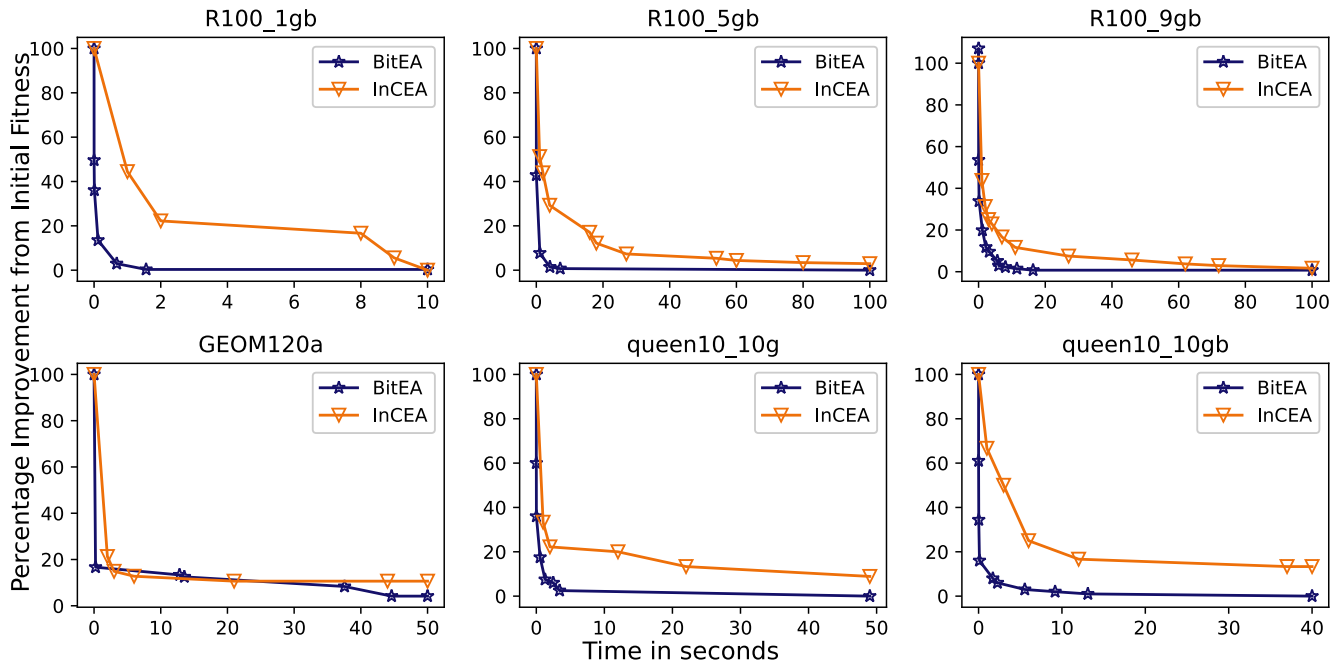 Percentage Improvement from Initial Fitness
R100_1gb
100
80
60
40
20
0
0 2 4 6 8 10
BitEA
InCEA
R100_5gb
100
80
60
40
20
0
0 20 40 60 80 100
BitEA
InCEA
R100_9gb
100
80
60
40
20
0
0 20 40 60 80 100
BitEA
InCEA
GEOM120a
100
80
60
40
20
0
0 10 20 30 40 50
BitEA
InCEA
queen10_10g
100
80
60
40
20
0
0 10 20 30 40 50
BitEA
InCEA
queen10_10gb
100
80
60
40
20
0
0 10 20 30 40
BitEA
InCEA
Time in seconds